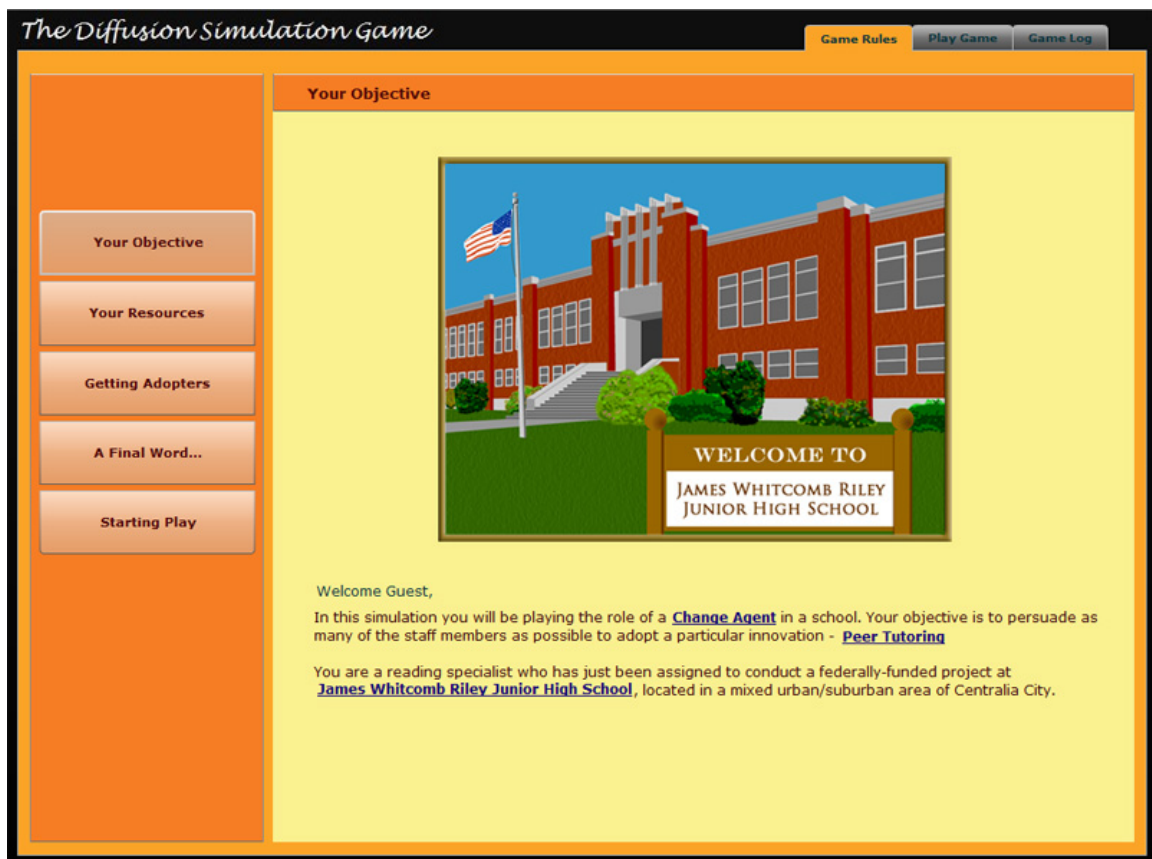 The Diffusion Simulation Game
Game Rules
Play Game
Game Log
Your Objective
Your Objective
Your Resources
Getting Adopters
A Final Word...
Starting Play
WELCOME TO
JAMES WHITCOMB RILEY
JUNIOR HIGH SCHOOL
Welcome Guest,
In this simulation you will be playing the role of a Change Agent in a school. Your objective is to persuade as
many of the staff members as possible to adopt a particular innovation - Peer Tutoring
You are a reading specialist who has just been assigned to conduct a federally-funded project at
James Whitcomb Riley Junior High School, located in a mixed urban/suburban area of Centralia City.